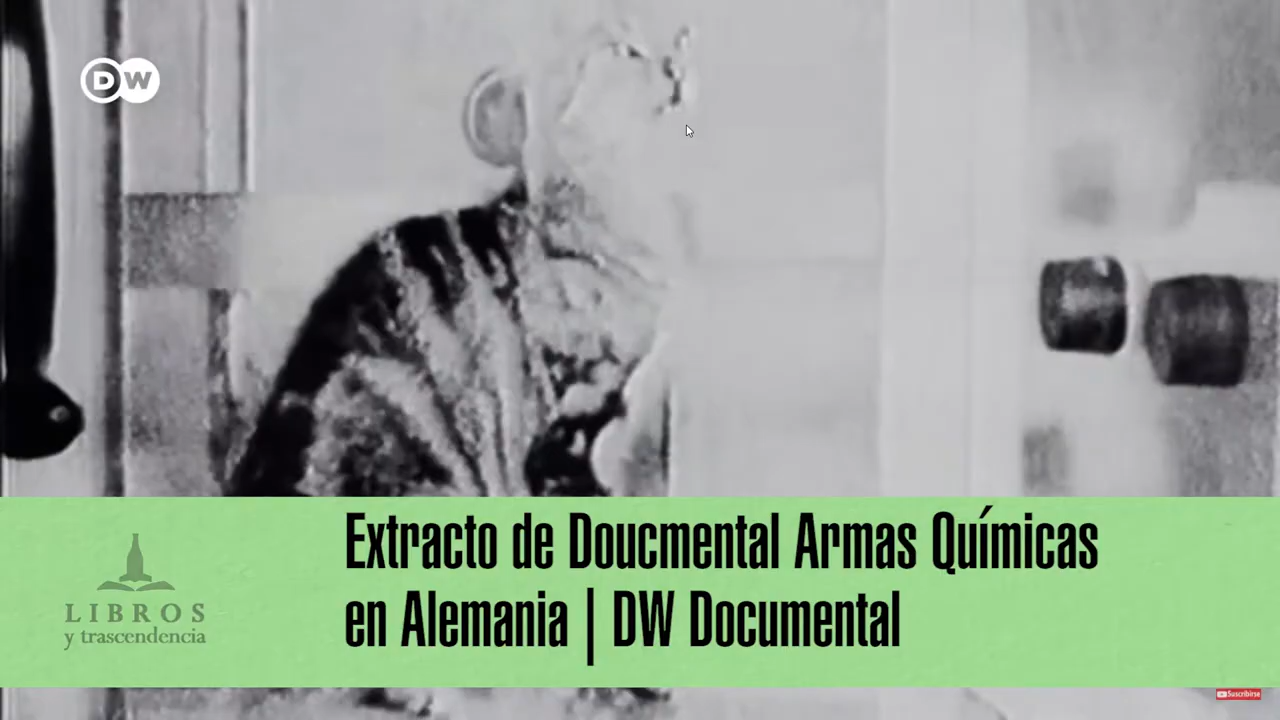 DW
Extracto de Doucmental Armas Químicas
en Alemania | DW Documental
LIBROS
y trascendencia
Suscribirse